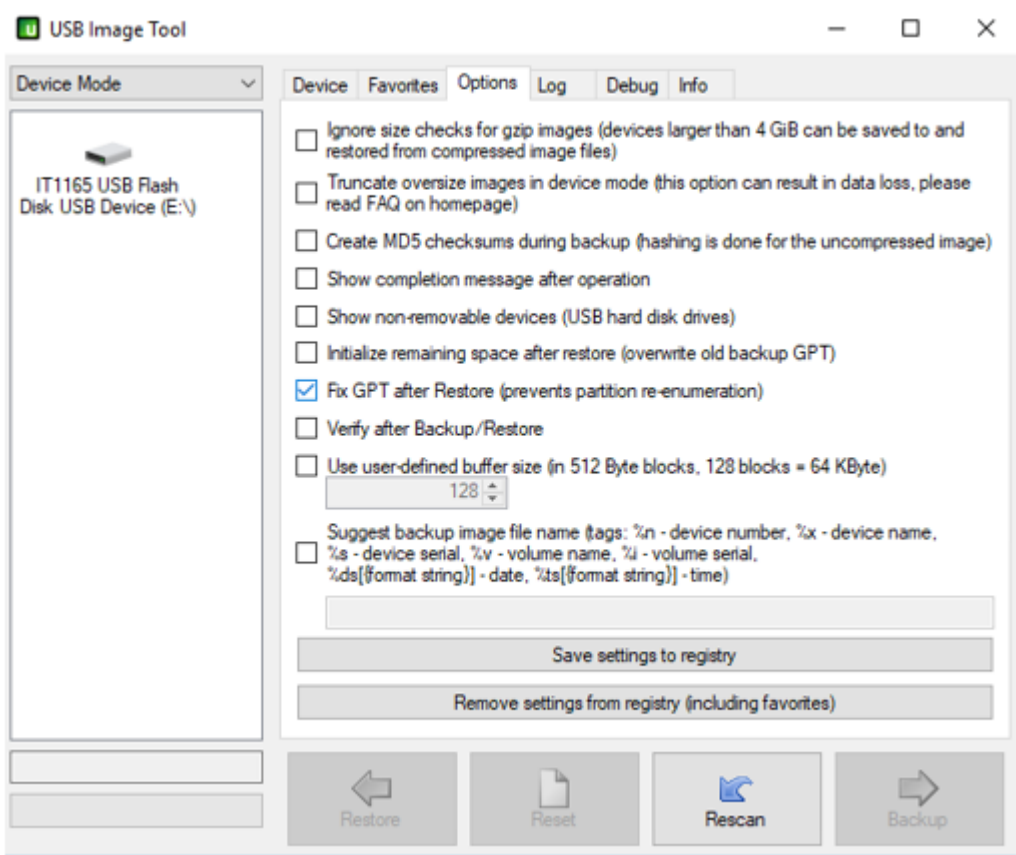 USB Image Tool
Device Mode
IT1165 USB Flash
Disk USB Device (E:\)
Device Favorites Options Log Debug Info
Ignore size checks for gzip images (devices larger than 4 GiB can be saved to and
restored from compressed image files)
Truncate oversize images in device mode (this option can result in data loss, please
read FAQ on homepage)
Create MD5 checksums during backup (hashing is done for the uncompressed image)
Show completion message after operation
Show non-removable devices (USB hard disk drives)
Initialize remaining space after restore (overwrite old backup GPT)
Fix GPT after Restore (prevents partition re-enumeration)
Verify after Backup/Restore
Use user-defined buffer size (in 512 Byte blocks, 128 blocks = 64 KByte)
128
Suggest backup image file name (tags: %n - device number, %x - device name,
%s - device serial, %v - volume name, %i - volume serial,
%ds[{format string}] - date, %ts[{format string}] - time)
Save settings to registry
Remove settings from registry (including favorites)
Restore Reset Rescan Backup